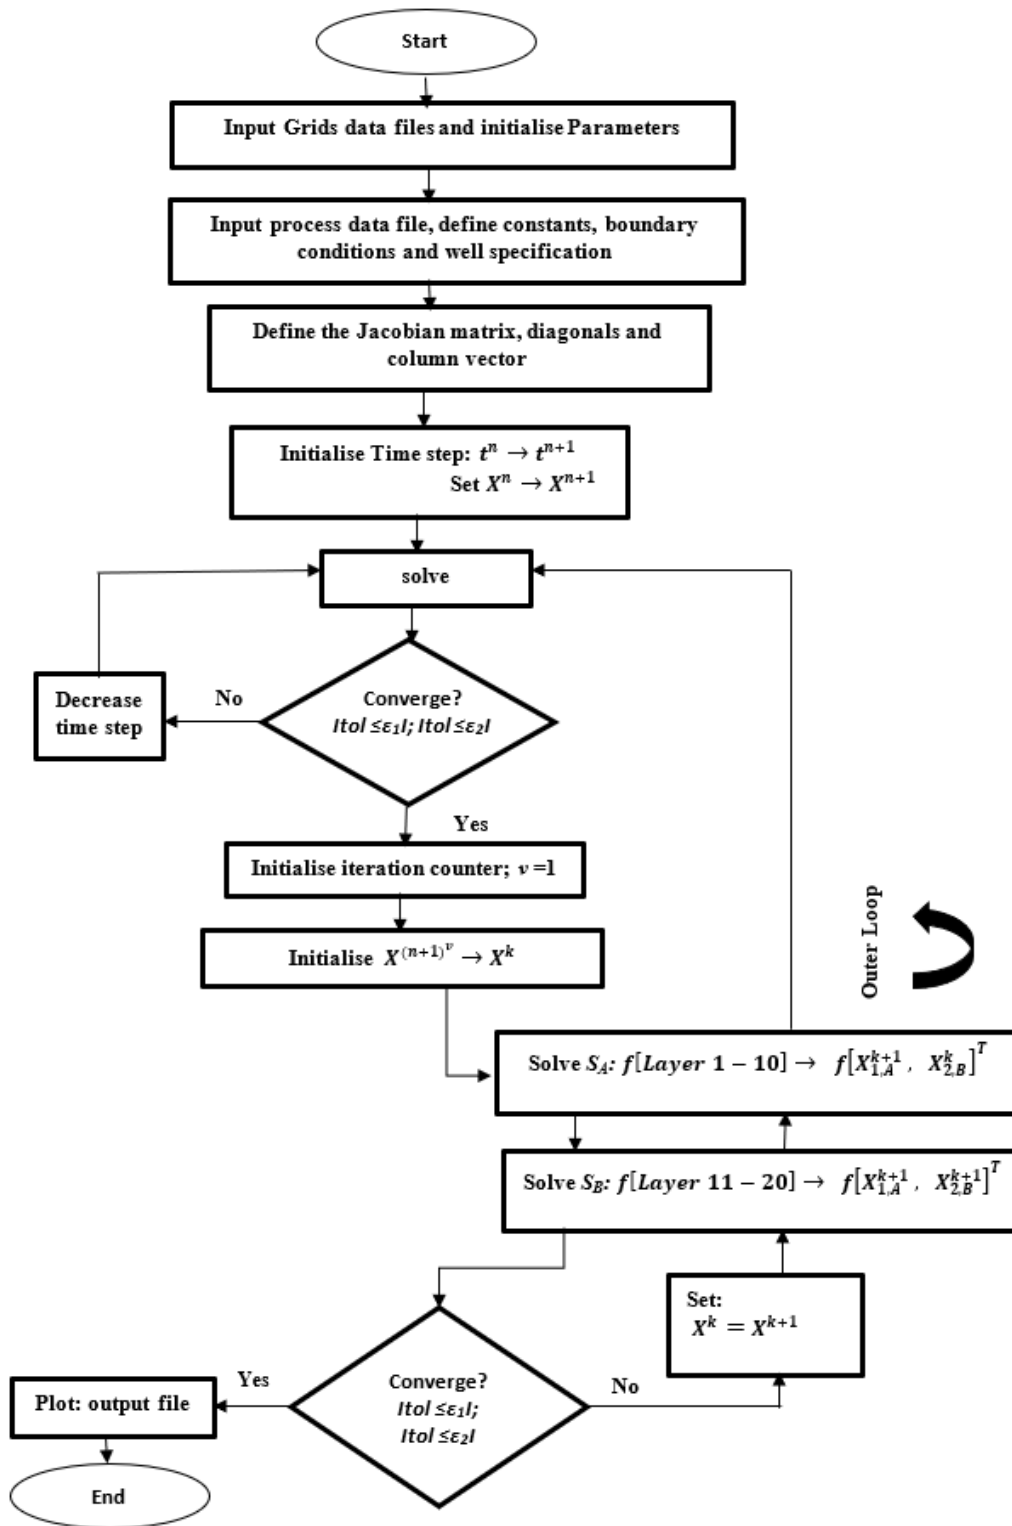 Start
Input Grids data files and initialise Parameters
Input process data file, define constants, boundary
conditions and well specification
Define the Jacobian matrix, diagonals and
column vector
Initialise Time step: tⁿ → tⁿ⁺¹
Set Xⁿ → Xⁿ⁺¹
solve
Converge?
Itol ≤ε₁I; Itol ≤ε₂I
No
Decrease
time step
Yes
Initialise iteration counter; v =1
Initialise X^{(n+1)^v} → X^k
Outer Loop
Solve S_A: f[Layer 1 − 10] → f[X_{1,A}^{k+1} , X_{2,B}^{k}]^T
Solve S_B: f[Layer 11 − 20] → f[X_{1,A}^{k+1} , X_{2,B}^{k+1}]^T
Set:
X^k = X^{k+1}
Converge?
Itol ≤ε₁I;
Itol ≤ε₂I
No
Yes
Plot: output file
End